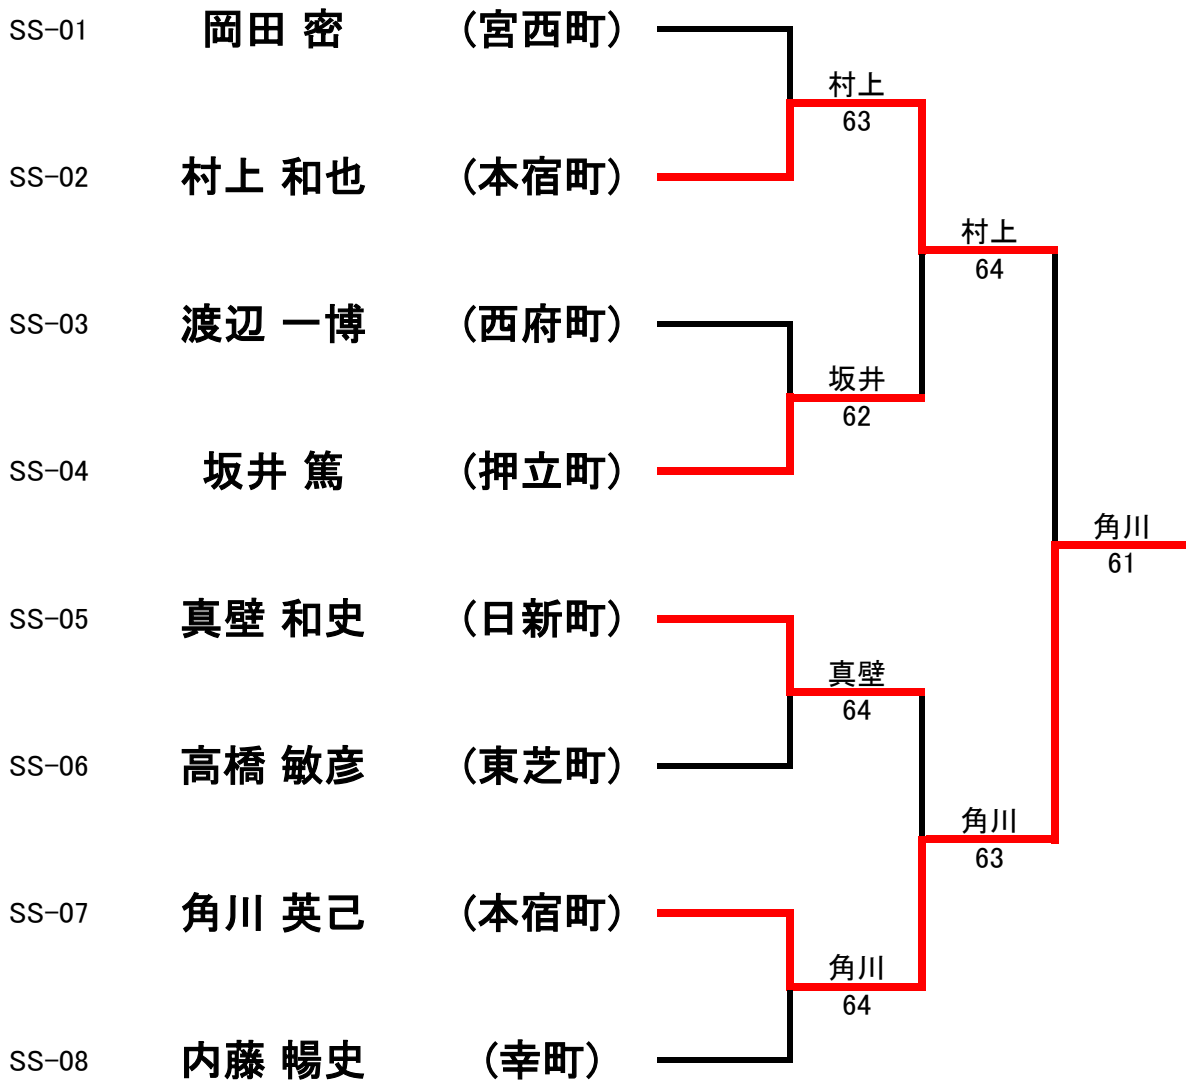 SS-01 岡田 密 （宮西町）
村上
63
SS-02 村上 和也 （本宿町）
村上
64
SS-03 渡辺 一博 （西府町）
坂井
62
SS-04 坂井 篤 （押立町）
角川
61
SS-05 真壁 和史 （日新町）
真壁
64
SS-06 高橋 敏彦 （東芝町）
角川
63
SS-07 角川 英己 （本宿町）
角川
64
SS-08 内藤 暢史 （幸町）